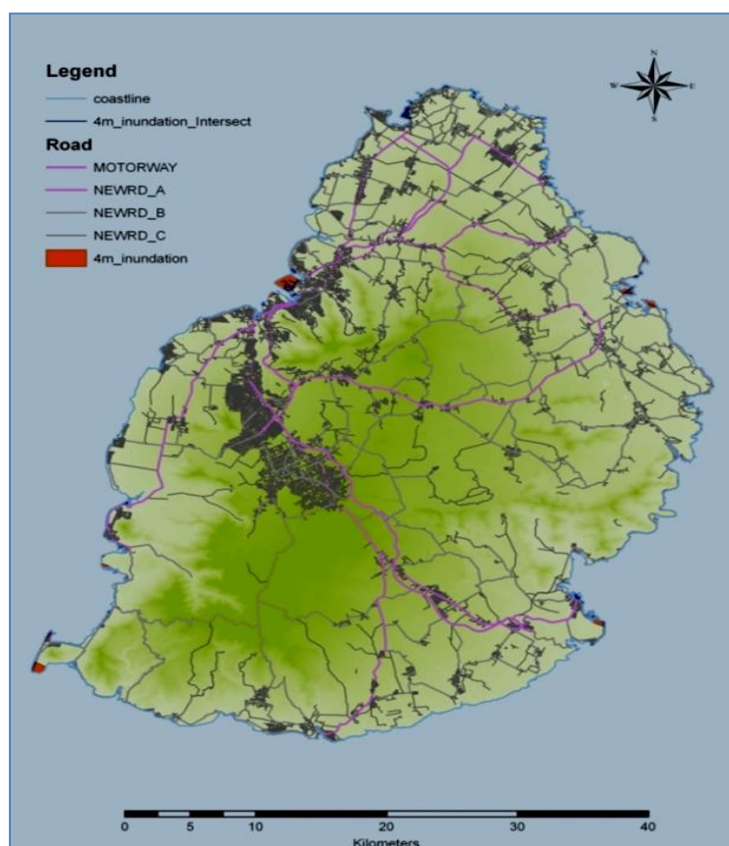 Legend
coastline
4m_inundation_Intersect
Road
MOTORWAY
NEWRD_A
NEWRD_B
NEWRD_C
4m_inundation
N
W E
S
0 5 10 20 30 40
Kilometers